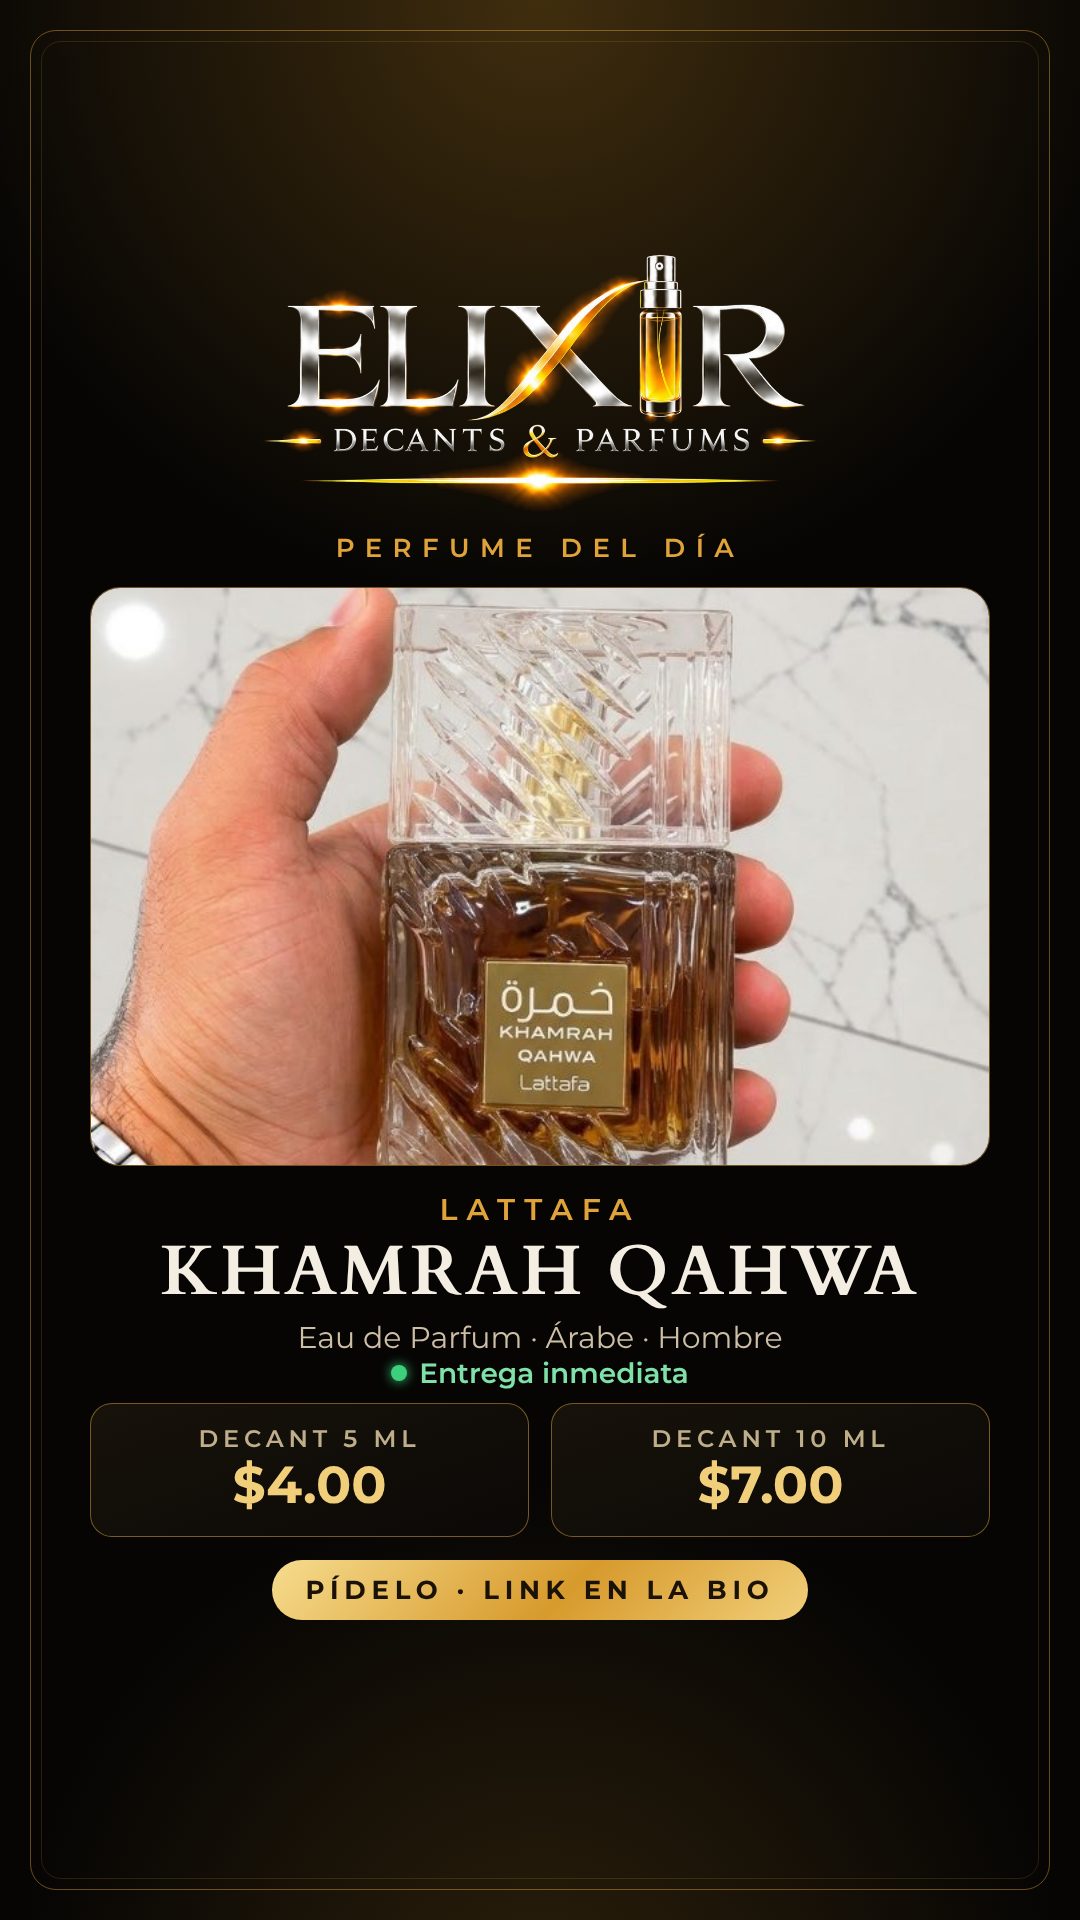 ELIXIR
DECANTS & PARFUMS
PERFUME DEL DÍA
خمرة
KHAMRAH
QAHWA
Lattafa
LATTAFA
KHAMRAH QAHWA
Eau de Parfum · Árabe · Hombre
Entrega inmediata
DECANT 5 ML
$4.00
DECANT 10 ML
$7.00
PÍDELO · LINK EN LA BIO